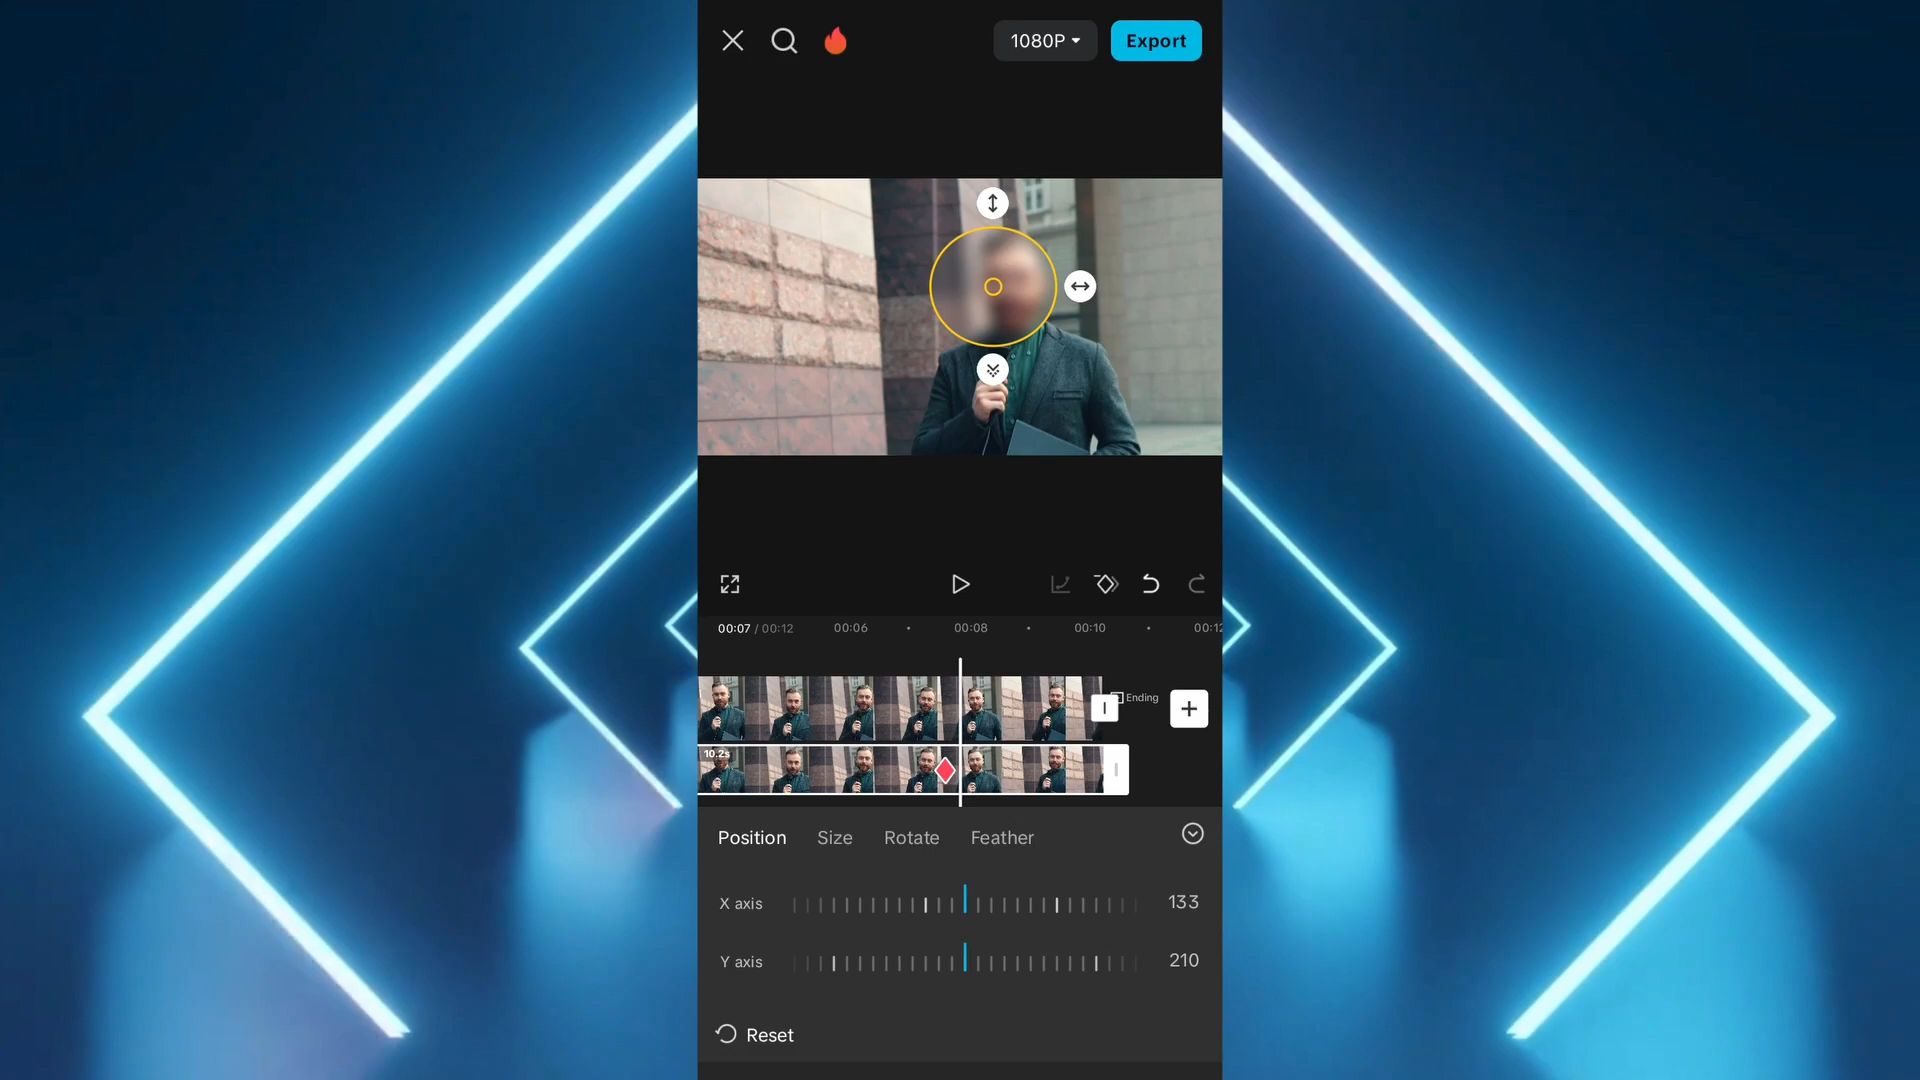 1080P Export
00:07 / 00:12 00:06 00:08 00:10 00:12
Ending
10.2s
Position Size Rotate Feather
X axis 133
Y axis 210
Reset